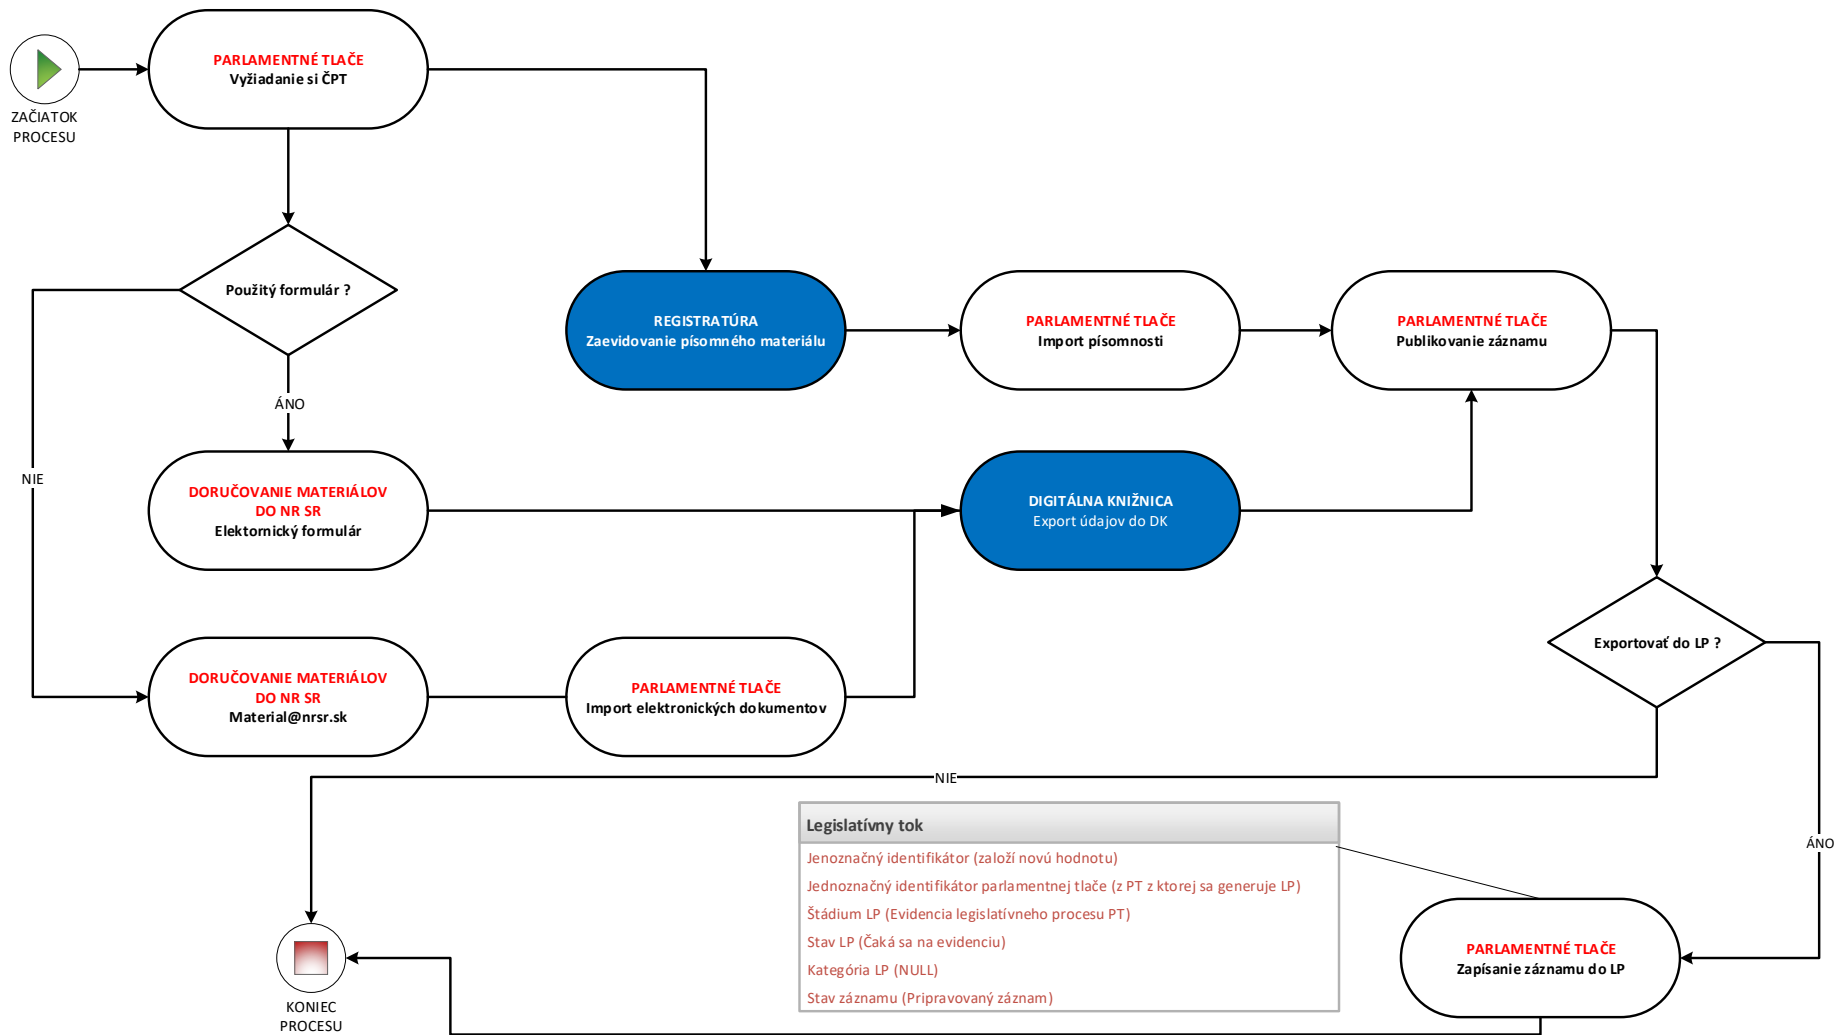 PARLAMENTNÉ TLAČE
Vyžiadanie si ČPT
ZAČIATOK
PROCESU
Použitý formulár ?
ÁNO
NIE
REGISTRATÚRA
Zaevidovanie písomného materiálu
PARLAMENTNÉ TLAČE
Import písomnosti
PARLAMENTNÉ TLAČE
Publikovanie záznamu
DORUČOVANIE MATERIÁLOV
DO NR SR
Elektornický formulár
DIGITÁLNA KNIŽNICA
Export údajov do DK
DORUČOVANIE MATERIÁLOV
DO NR SR
Material@nrsr.sk
PARLAMENTNÉ TLAČE
Import elektronických dokumentov
Exportovať do LP ?
NIE
ÁNO
Legislatívny tok
Jenoznačný identifikátor (založí novú hodnotu)
Jednoznačný identifikátor parlamentnej tlače (z PT z ktorej sa generuje LP)
Štádium LP (Evidencia legislatívneho procesu PT)
Stav LP (Čaká sa na evidenciu)
Kategória LP (NULL)
Stav záznamu (Pripravovaný záznam)
PARLAMENTNÉ TLAČE
Zapísanie záznamu do LP
KONIEC
PROCESU